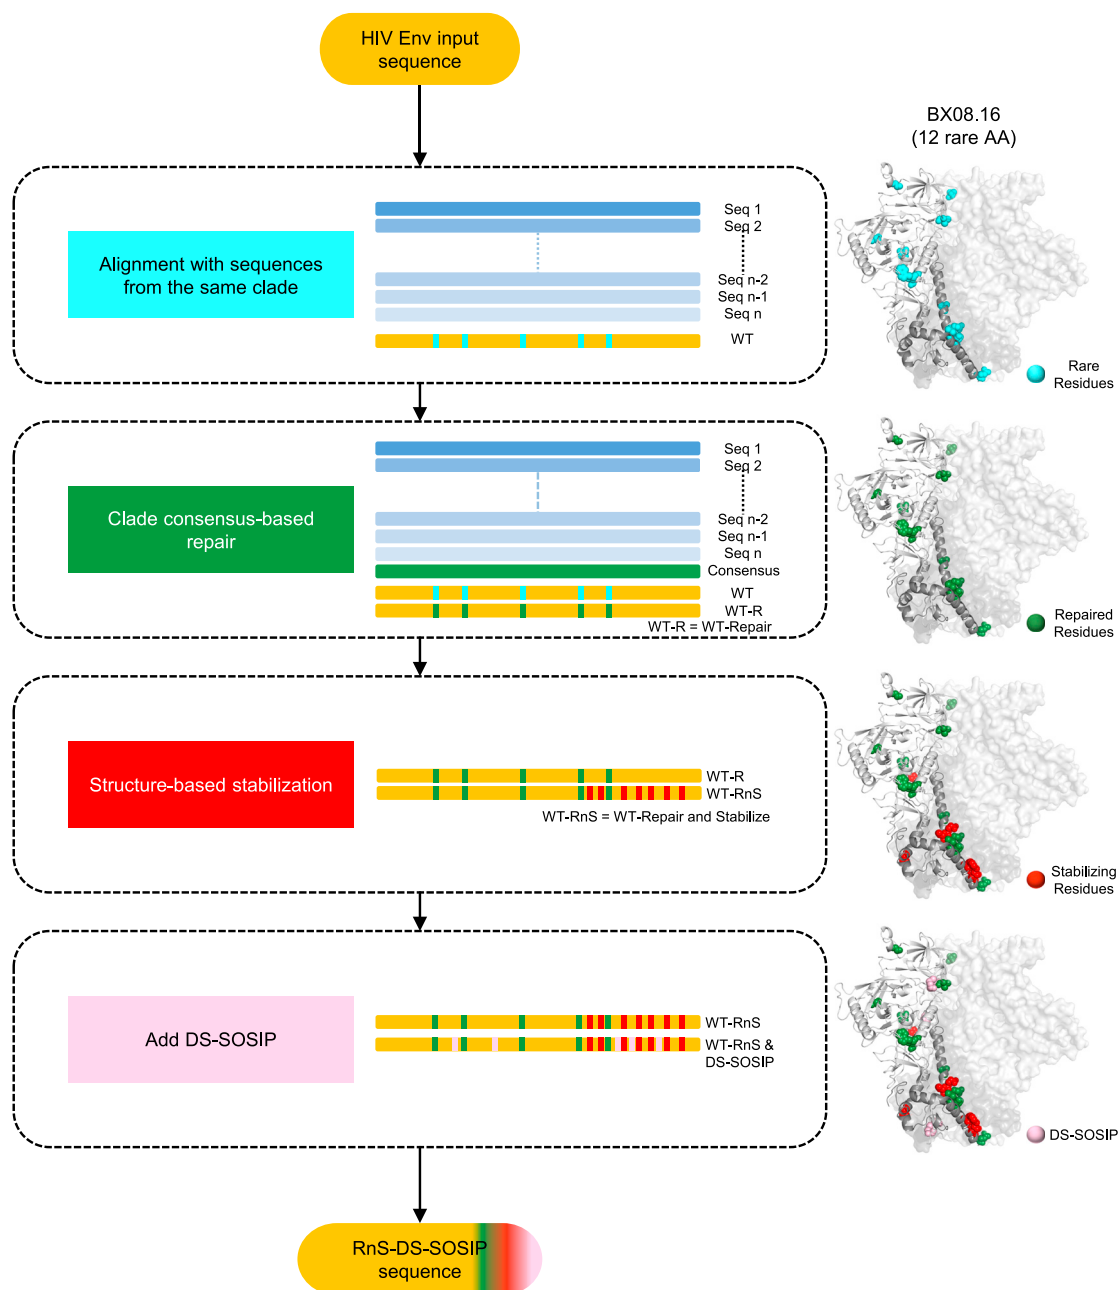 HIV Env input
sequence
BX08.16
(12 rare AA)
Alignment with sequences
from the same clade
Seq 1
Seq 2
Seq n-2
Seq n-1
Seq n
WT
Rare
Residues
Clade consensus-based
repair
Seq 1
Seq 2
Seq n-2
Seq n-1
Seq n
Consensus
WT
WT-R
WT-R = WT-Repair
Repaired
Residues
Structure-based stabilization
WT-R
WT-RnS
WT-RnS = WT-Repair and Stabilize
Stabilizing
Residues
Add DS-SOSIP
WT-RnS
WT-RnS &
DS-SOSIP
DS-SOSIP
RnS-DS-SOSIP
sequence